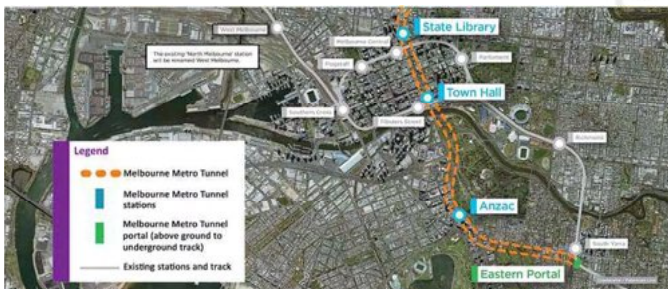 State Library
West Melbourne
Melbourne Central
The existing 'North Melbourne' station
will be renamed West Melbourne.
Flagstaff
Parliament
Town Hall
Southern Cross
Flinders Street
Richmond
Legend
Melbourne Metro Tunnel
Melbourne Metro Tunnel
stations
Melbourne Metro Tunnel
portal (above ground to
underground track)
Existing stations and track
Anzac
South Yarra
Eastern Portal